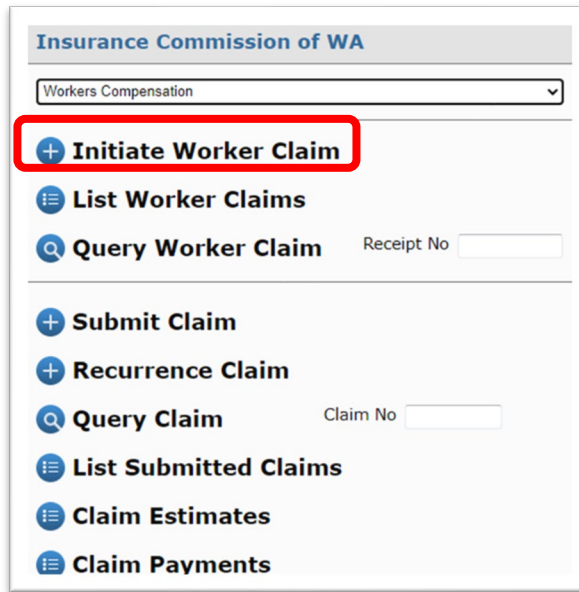 Insurance Commission of WA
Workers Compensation
Initiate Worker Claim
List Worker Claims
Query Worker Claim Receipt No
Submit Claim
Recurrence Claim
Query Claim Claim No
List Submitted Claims
Claim Estimates
Claim Payments